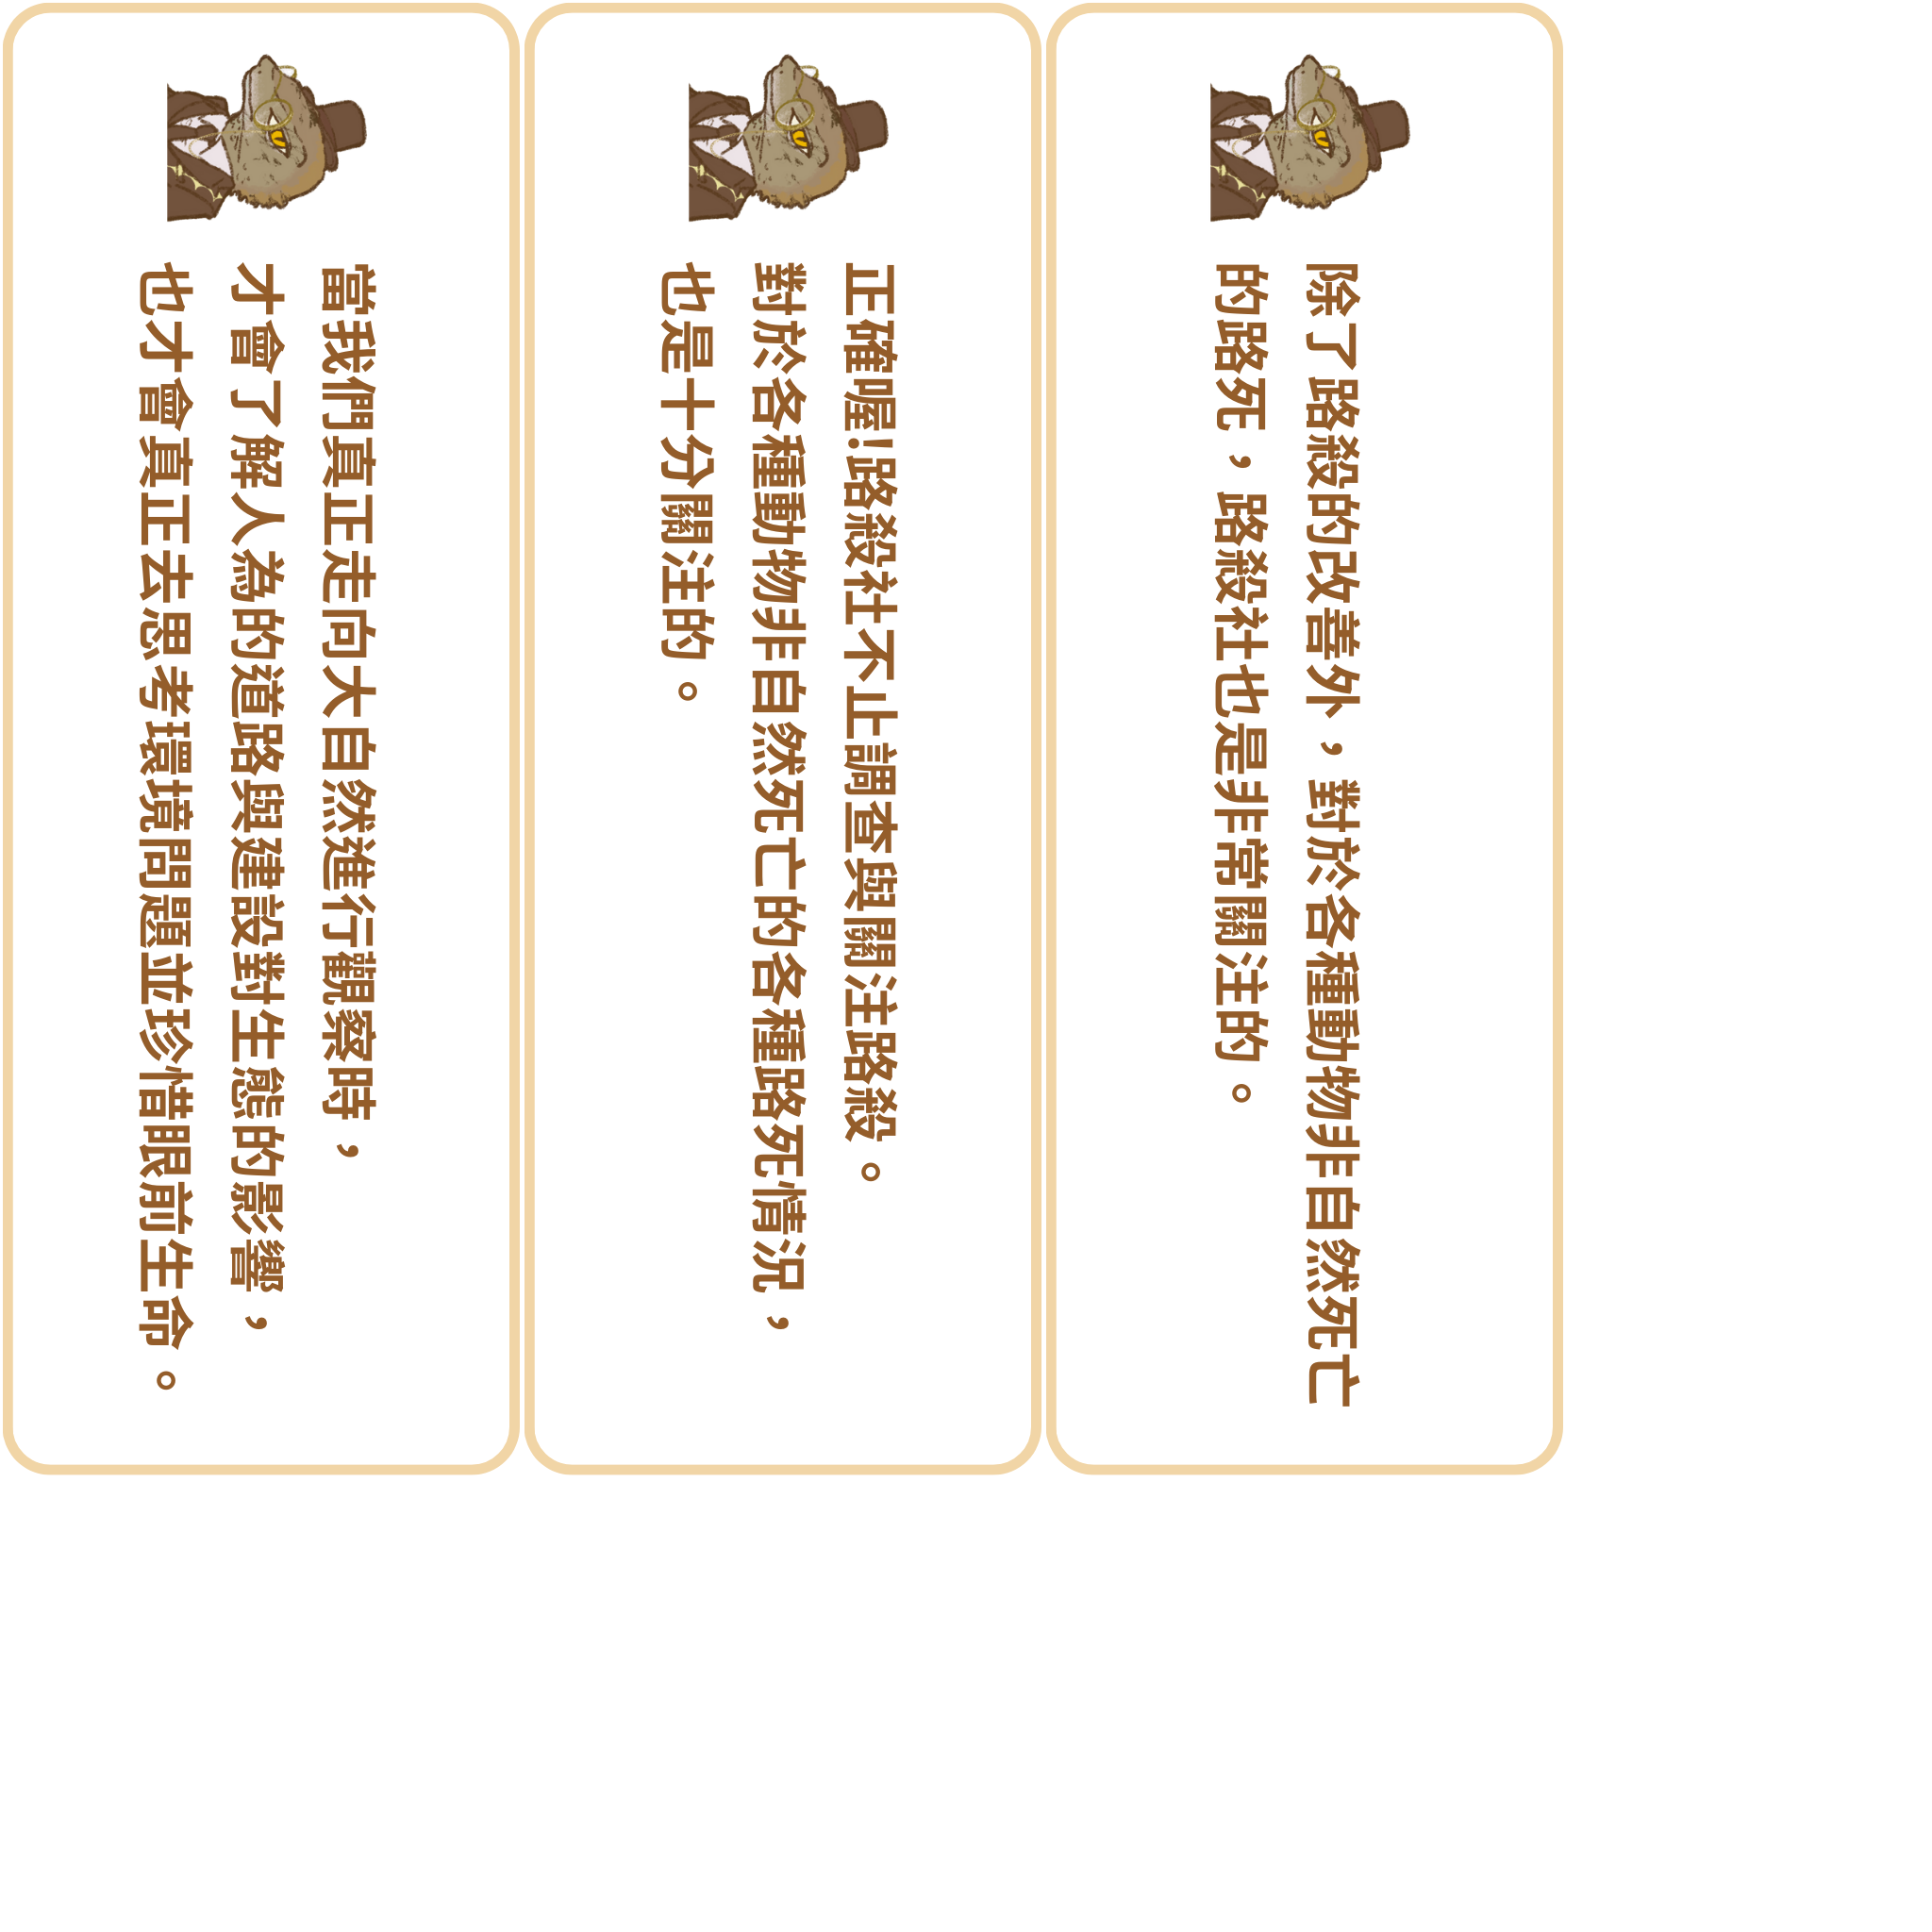 除了路殺的改善外，對於各種動物非自然死亡
的路死，路殺社也是非常關注的。
正確喔!路殺社不止調查與關注路殺。
對於各種動物非自然死亡的各種路死情況，
也是十分關注的。
當我們真正走向大自然進行觀察時，
才會了解人為的道路與建設對生態的影響，
也才會真正去思考環境問題並珍惜眼前生命。